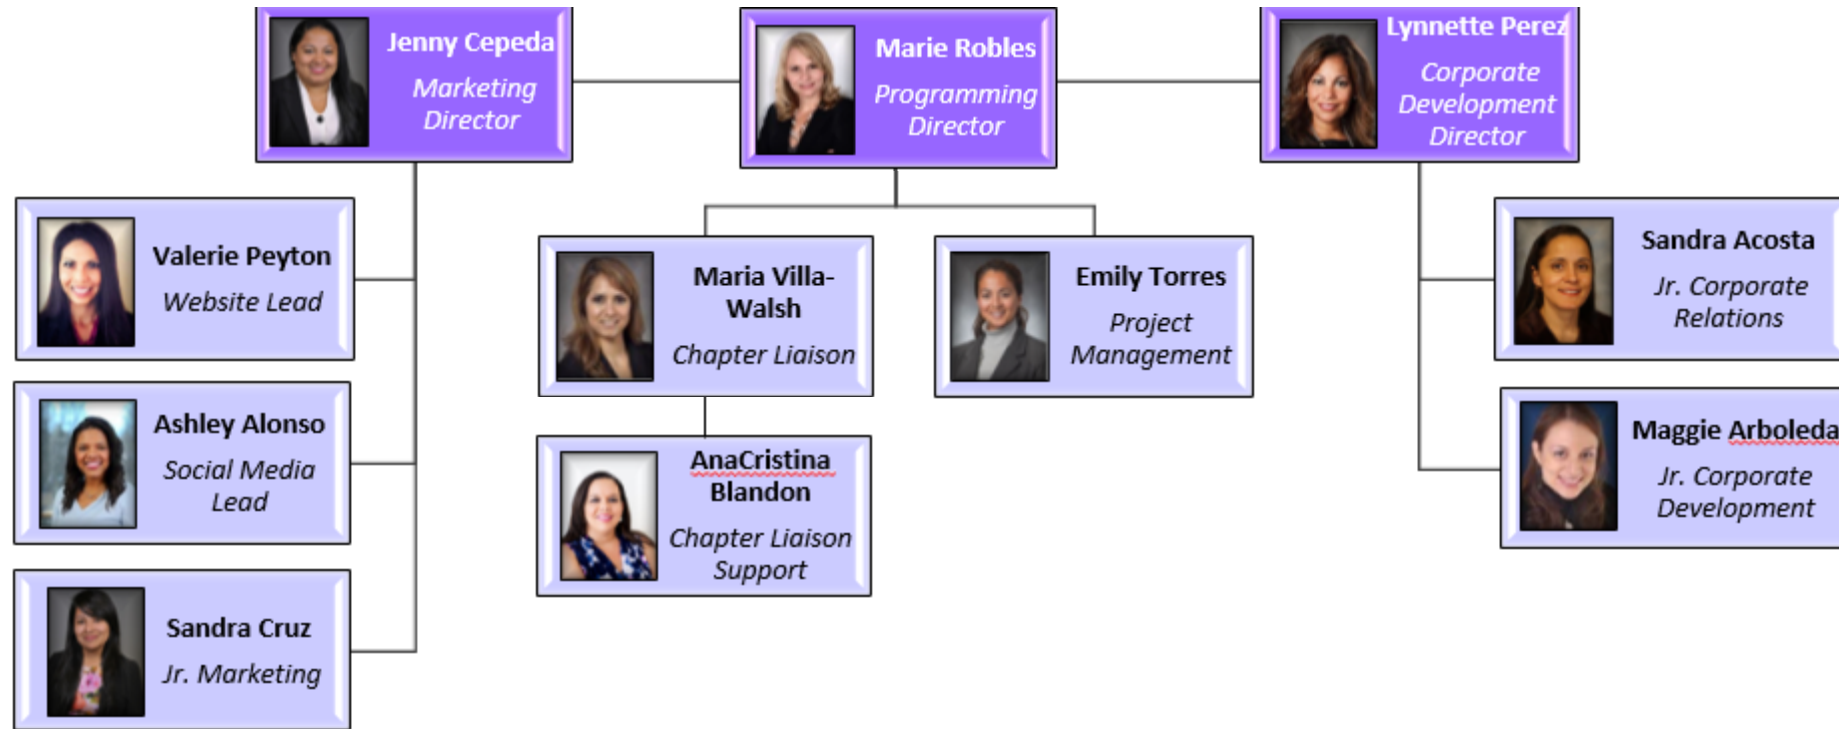 Jenny Cepeda
Marketing
Director
Marie Robles
Programming
Director
Lynnette Perez
Corporate
Development
Director
Valerie Peyton
Website Lead
Ashley Alonso
Social Media
Lead
Sandra Cruz
Jr. Marketing
Maria Villa-
Walsh
Chapter Liaison
AnaCristina
Blandon
Chapter Liaison
Support
Emily Torres
Project
Management
Sandra Acosta
Jr. Corporate
Relations
Maggie Arboleda
Jr. Corporate
Development